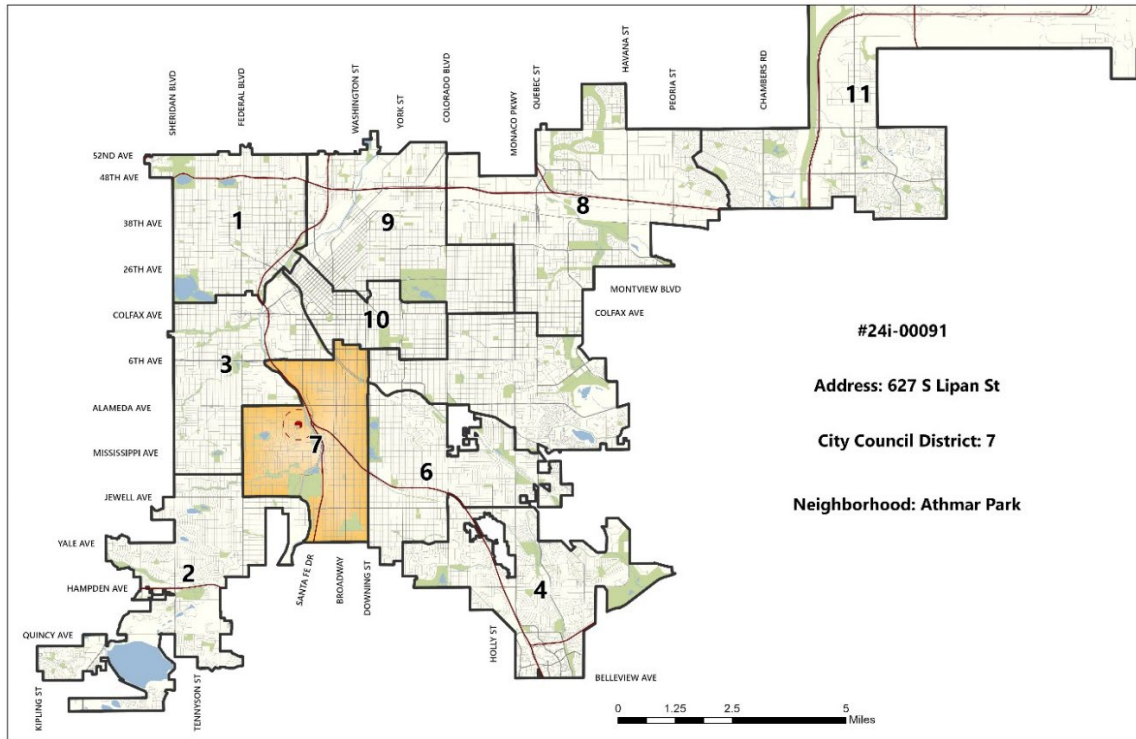 SHERIDAN BLVD
FEDERAL BLVD
WASHINGTON ST
YORK ST
COLORADO BLVD
MONACO PKWY
QUEBEC ST
HAVANA ST
PEORIA ST
CHAMBERS RD
11
52ND AVE
48TH AVE
38TH AVE
26TH AVE
COLFAX AVE
6TH AVE
ALAMEDA AVE
MISSISSIPPI AVE
JEWELL AVE
YALE AVE
HAMPDEN AVE
QUINCY AVE
1
9
8
10
3
7
6
2
4
MONTVIEW BLVD
COLFAX AVE
#24i-00091
Address: 627 S Lipan St
City Council District: 7
Neighborhood: Athmar Park
SANTA FE DR
BROADWAY
DOWNING ST
HOLLY ST
KIPLING ST
TENNYSON ST
BELLEVIEW AVE
0 1.25 2.5 5
Miles